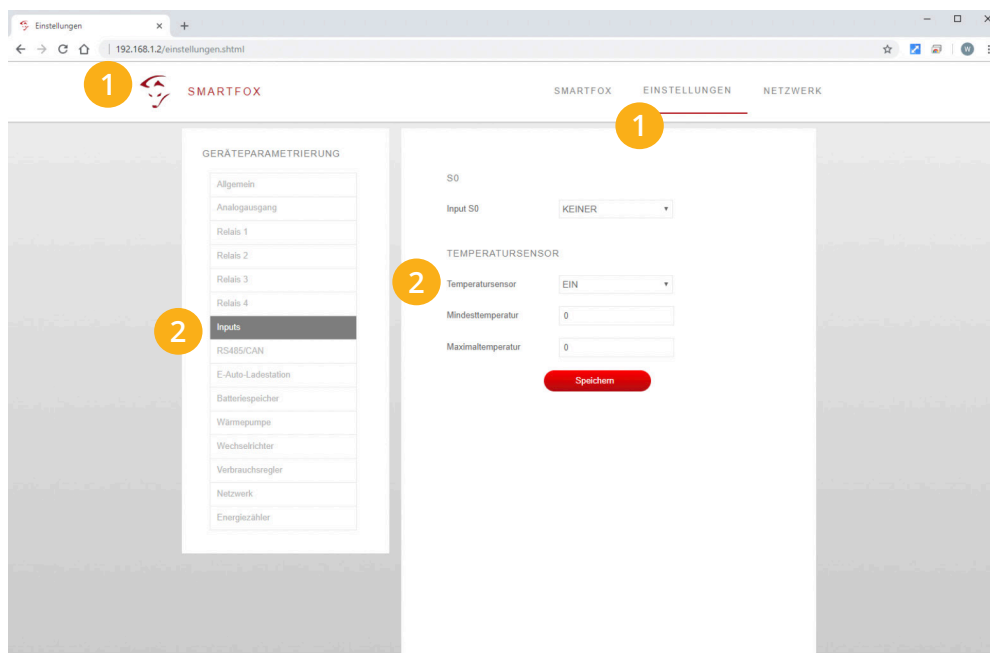 Einstellungen
192.168.1.2/einstellungen.shtml
W
1
SMARTFOX
SMARTFOX EINSTELLUNGEN NETZWERK
1
GERÄTEPARAMETRIERUNG
Allgemein
Analogausgang
Relais 1
Relais 2
Relais 3
Relais 4
2
Inputs
RS485/CAN
E-Auto-Ladestation
Batteriespeicher
Wärmepumpe
Wechselrichter
Verbrauchsregler
Netzwerk
Energiezähler
S0
Input S0 KEINER
TEMPERATURSENSOR
2
Temperatursensor EIN
Mindesttemperatur 0
Maximaltemperatur 0
Speichern